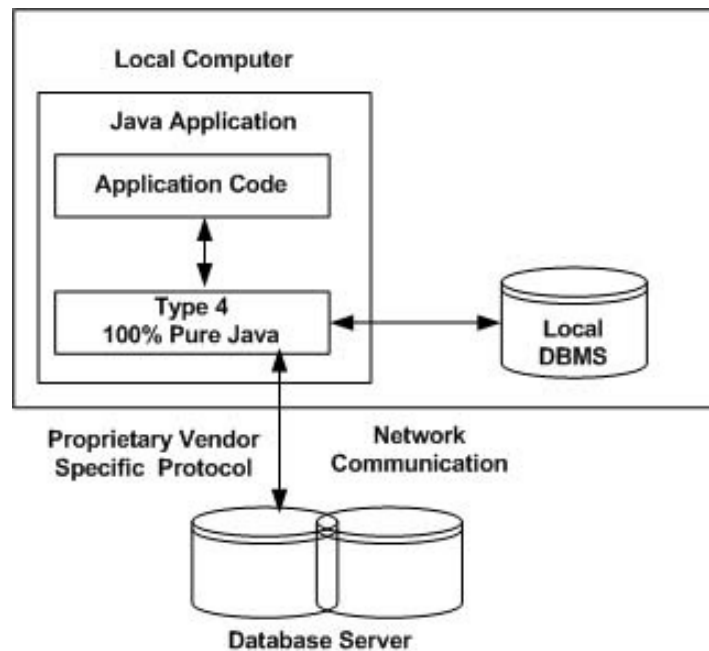 Local Computer
Java Application
Application Code
Type 4
100% Pure Java
Local
DBMS
Proprietary Vendor
Specific Protocol
Network
Communication
Database Server